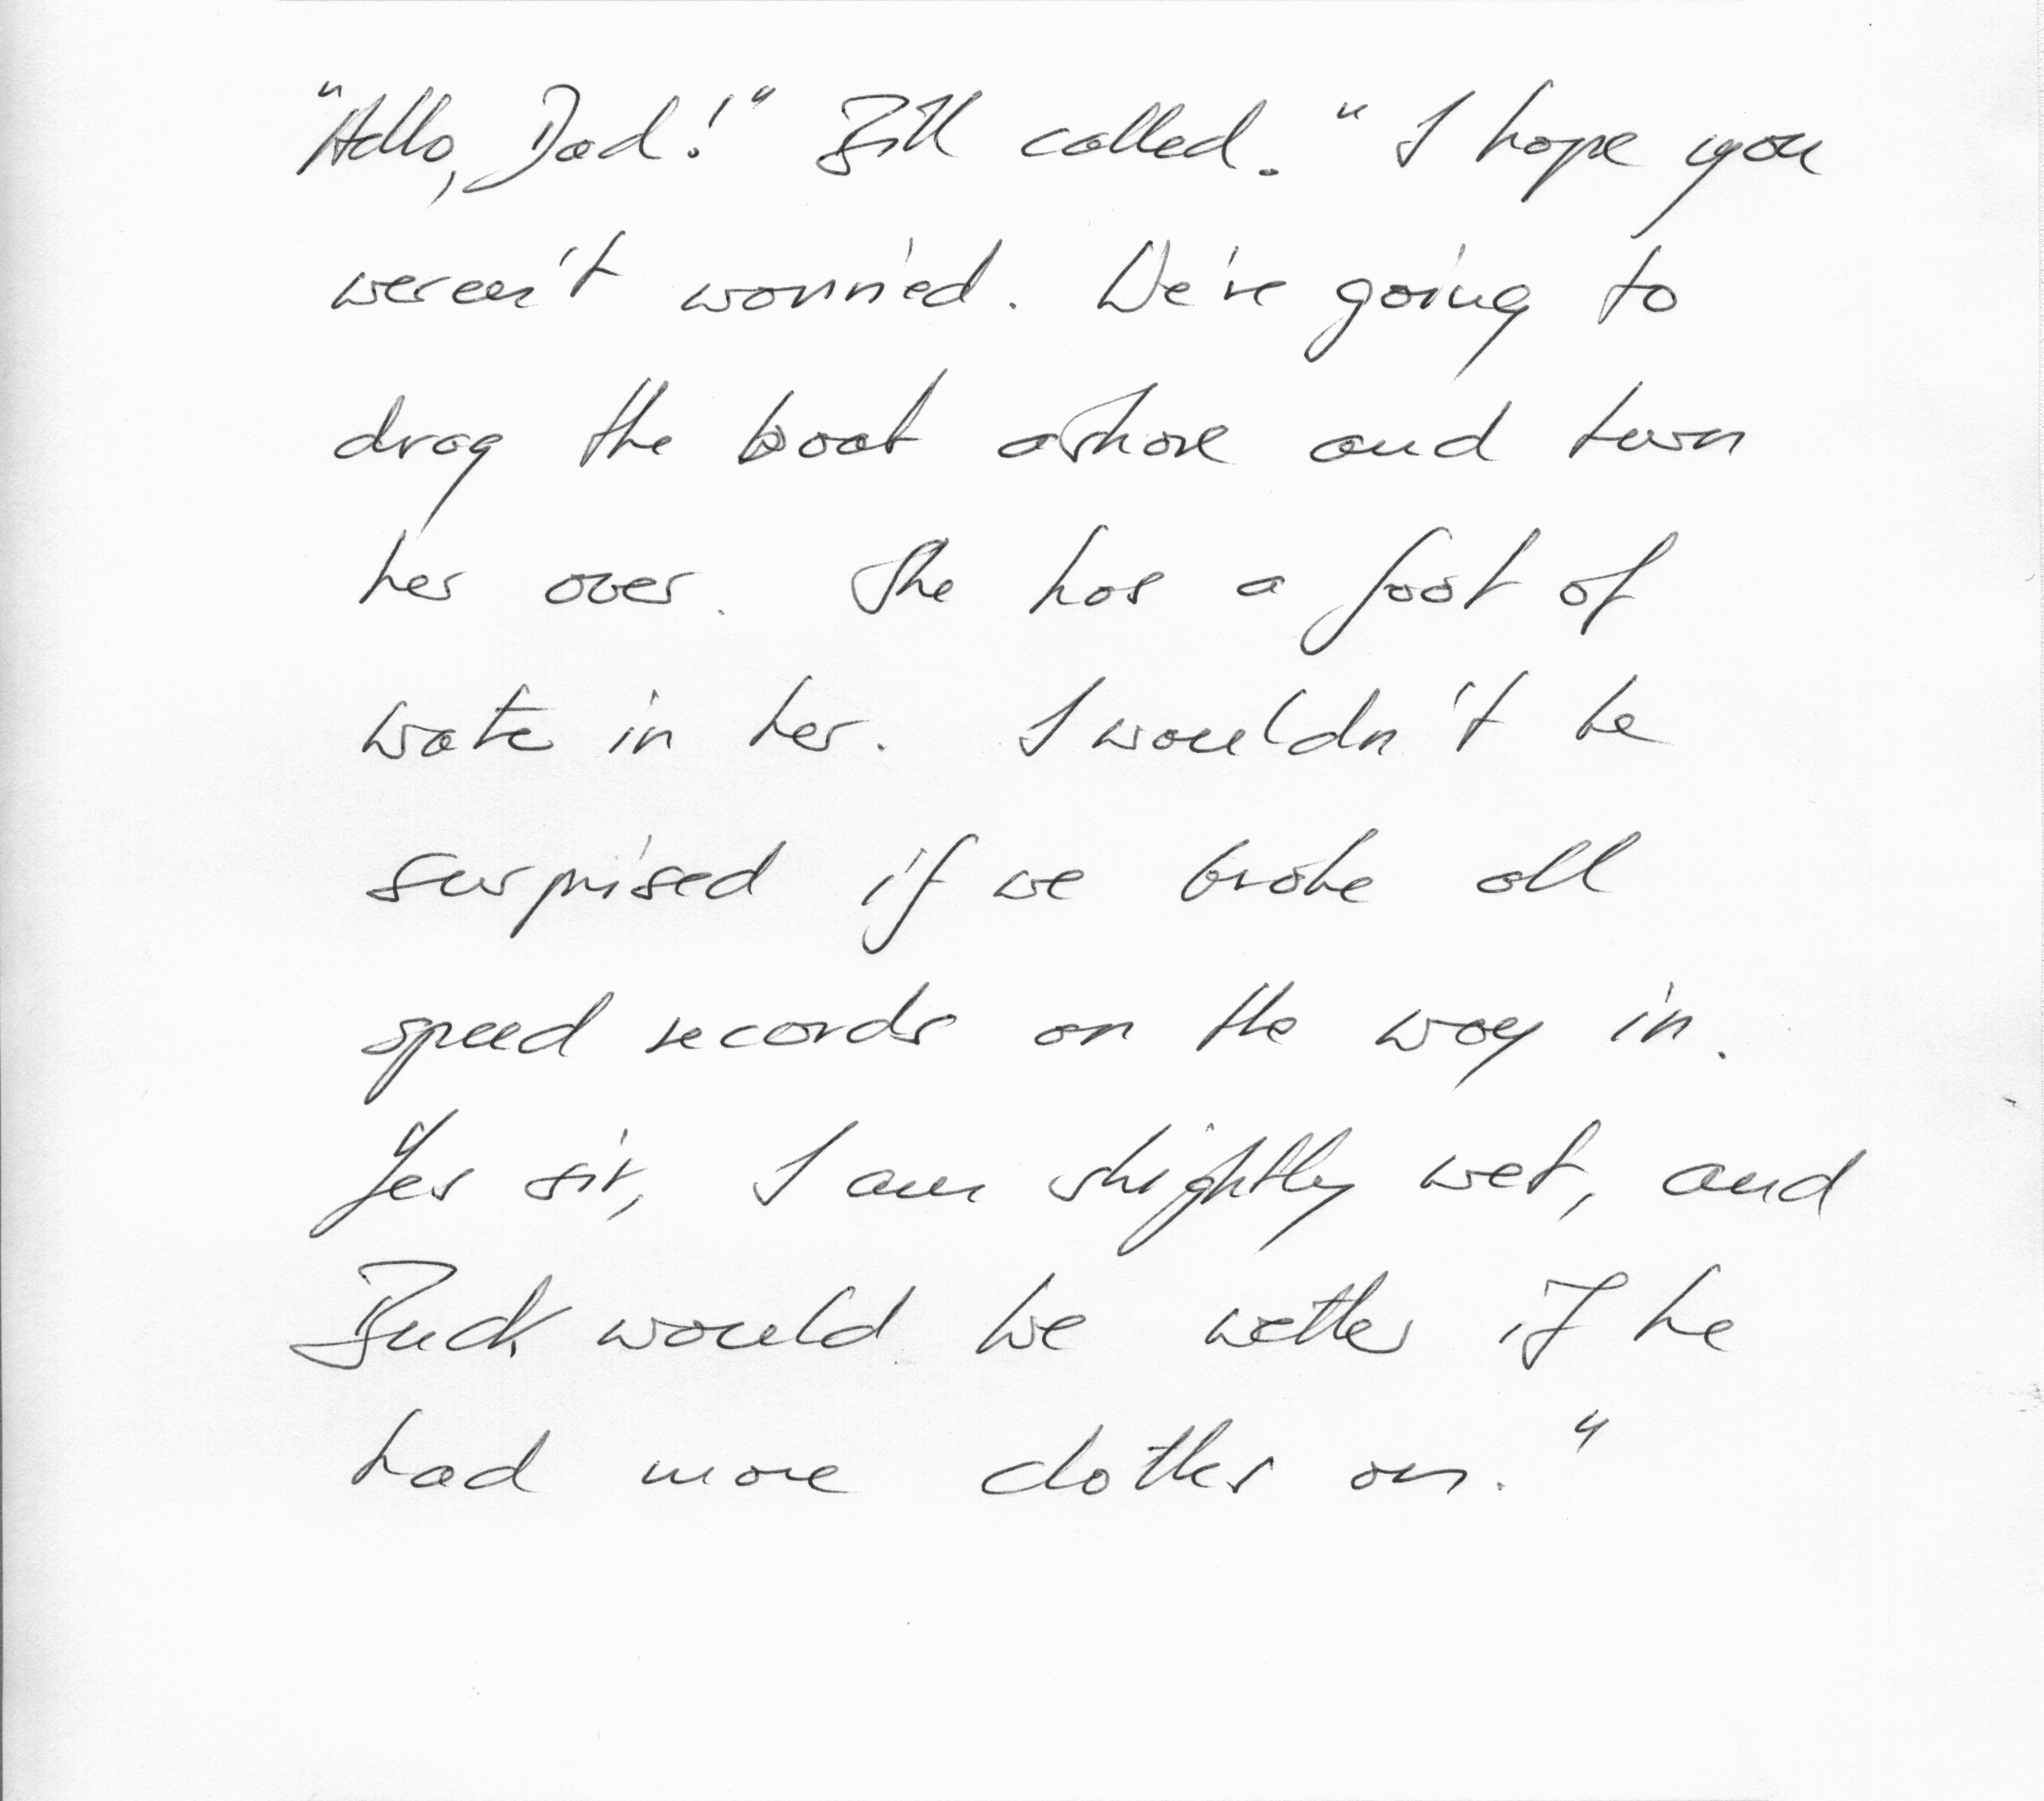 "Hello, Dad!" Bill called. "I hope you
weren't worried. We're going to
drag the boat ashore and turn
her over. She has a foot of
water in her. I wouldn't be
surprised if we broke all
speed records on the way in.
Yes sir, I am slightly wet, and
Buck would be wetter if he
had more clothes on."